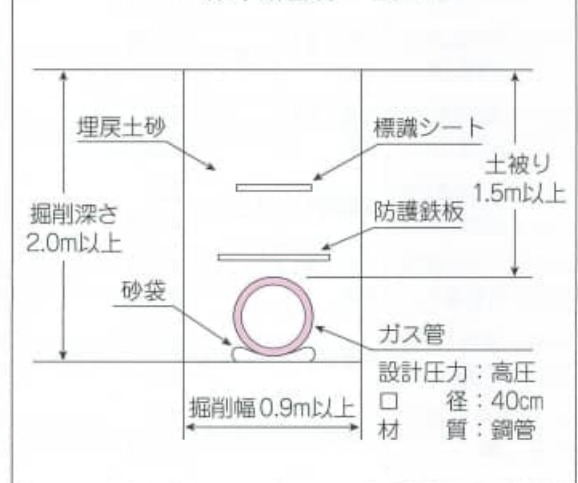 埋戻土砂
標識シート
土被り
1.5m以上
掘削深さ
2.0m以上
防護鉄板
砂袋
ガス管
設計圧力：高圧
口　　径：40cm
材　　質：鋼管
掘削幅0.9m以上